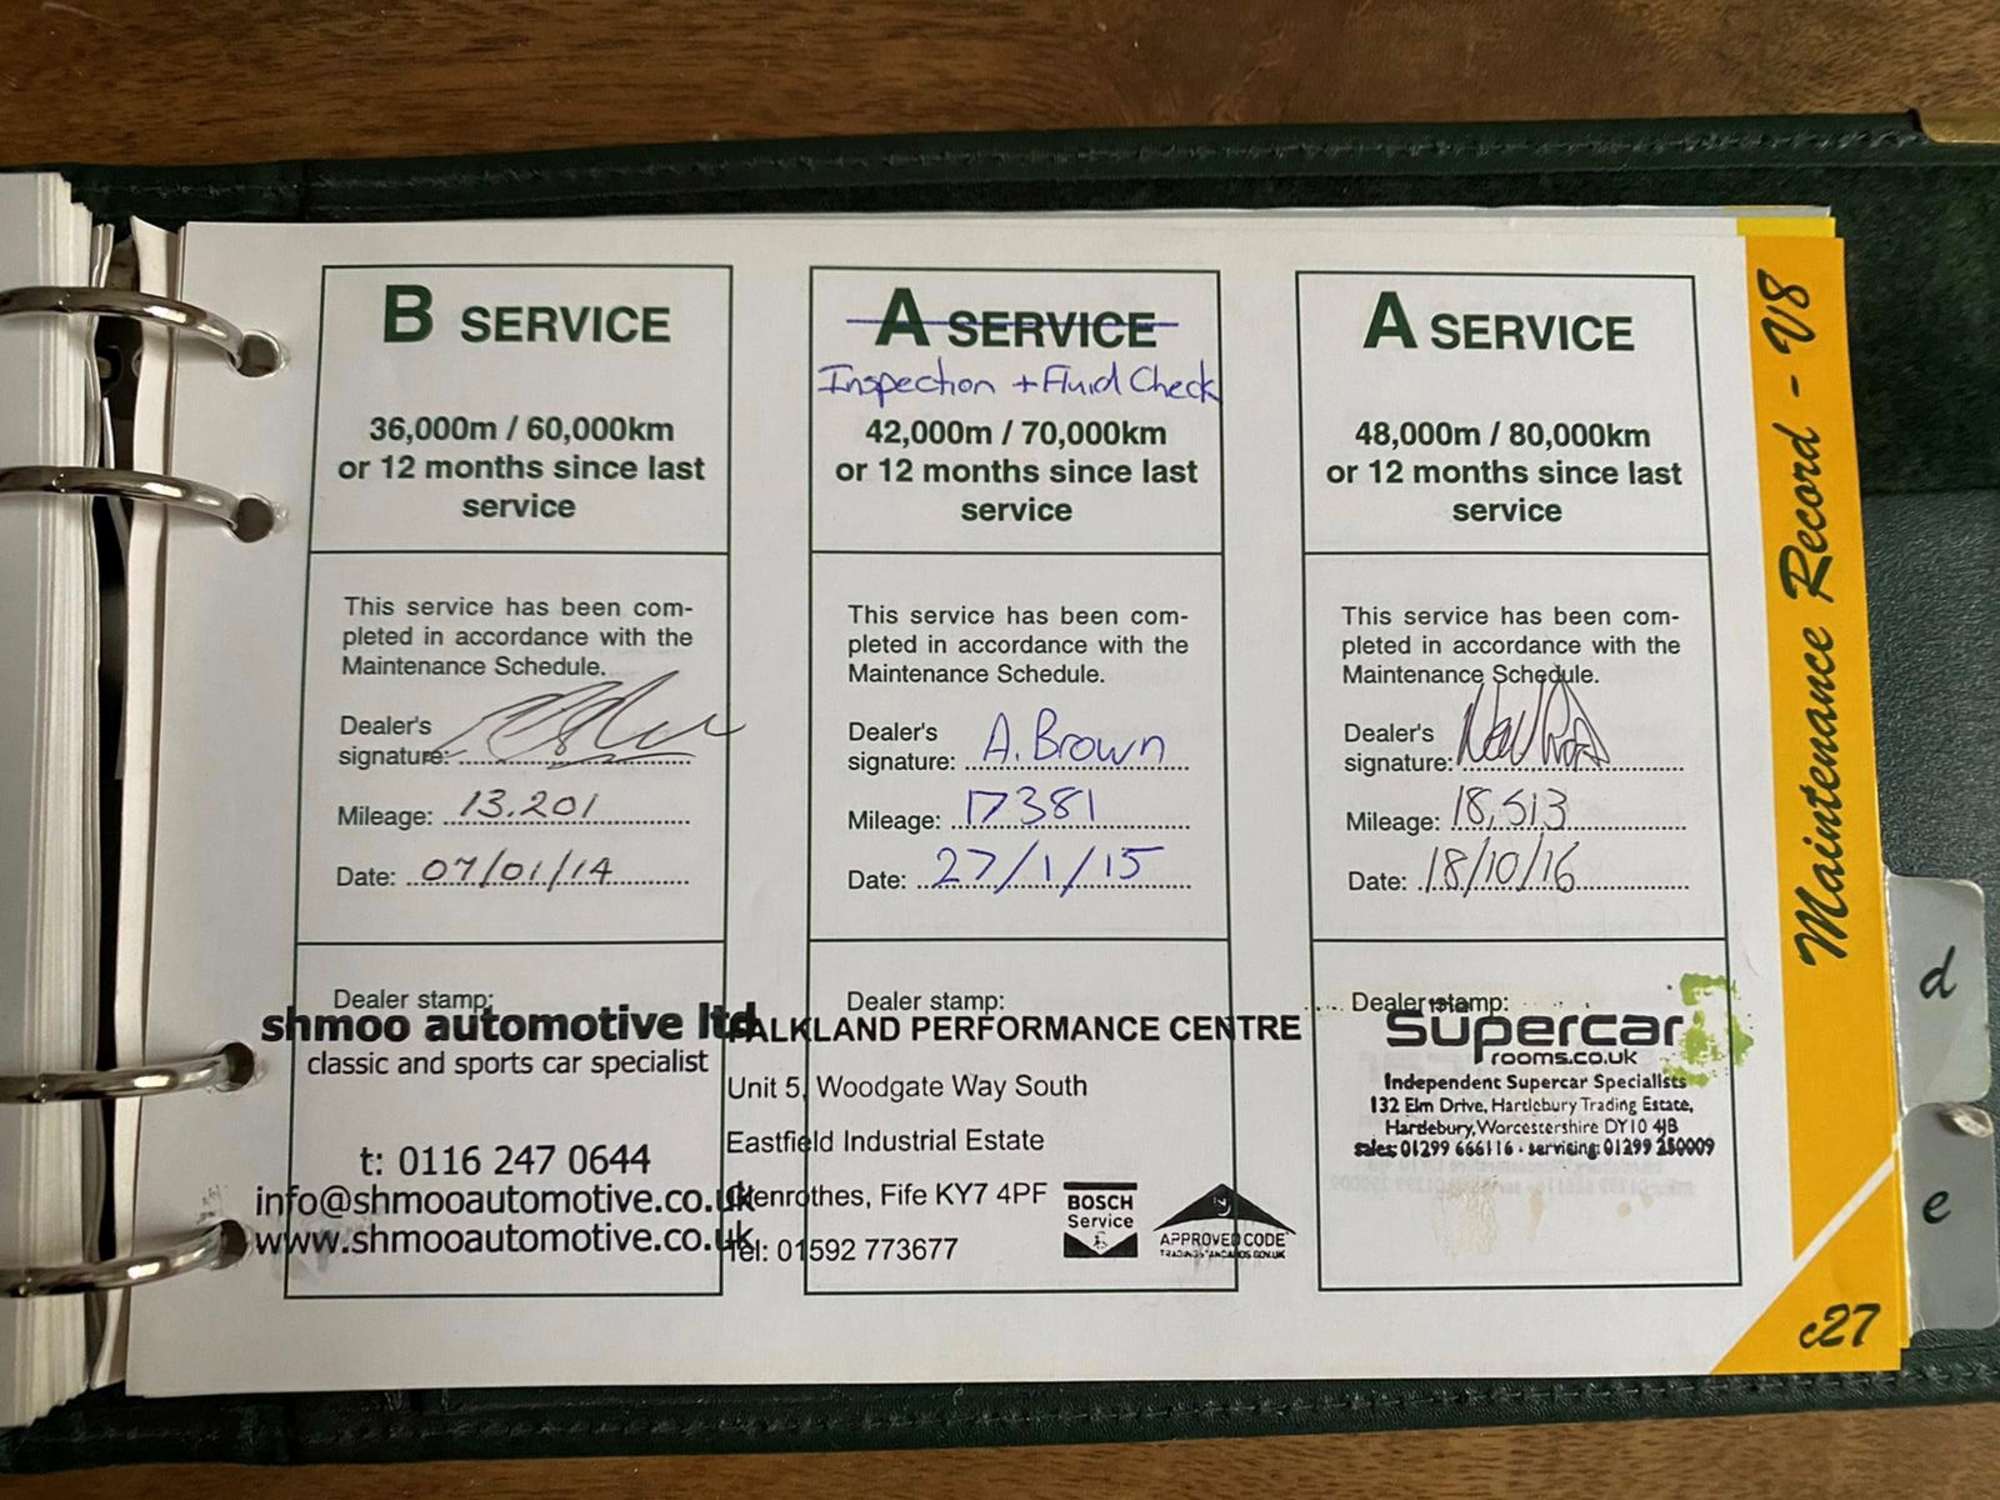 B SERVICE
36,000m / 60,000km
or 12 months since last
service
This service has been com-
pleted in accordance with the
Maintenance Schedule.
Dealer's
signature:
Mileage: 13.201
Date: 07/01/14
Dealer stamp:
shmoo automotive ltd
classic and sports car specialist
t: 0116 247 0644
info@shmooautomotive.co.uk
www.shmooautomotive.co.uk
A SERVICE
Inspection + Fluid Check
42,000m / 70,000km
or 12 months since last
service
This service has been com-
pleted in accordance with the
Maintenance Schedule.
Dealer's
signature: A. Brown
Mileage: 17381
Date: 27/1/15
Dealer stamp:
FALKLAND PERFORMANCE CENTRE
Unit 5, Woodgate Way South
Eastfield Industrial Estate
Glenrothes, Fife KY7 4PF
Tel: 01592 773677
BOSCH
Service
APPROVED CODE
TRADINGSTANDARDS.GOV.UK
A SERVICE
48,000m / 80,000km
or 12 months since last
service
This service has been com-
pleted in accordance with the
Maintenance Schedule.
Dealer's
signature:
Mileage: 18,513
Date: 18/10/16
Dealer stamp:
supercar
rooms.co.uk
Independent Supercar Specialists
132 Elm Drive, Hartlebury Trading Estate,
Hartlebury, Worcestershire DY10 4JB
sales: 01299 666116 · servicing: 01299 250009
Maintenance Record - V8
c27
d
e